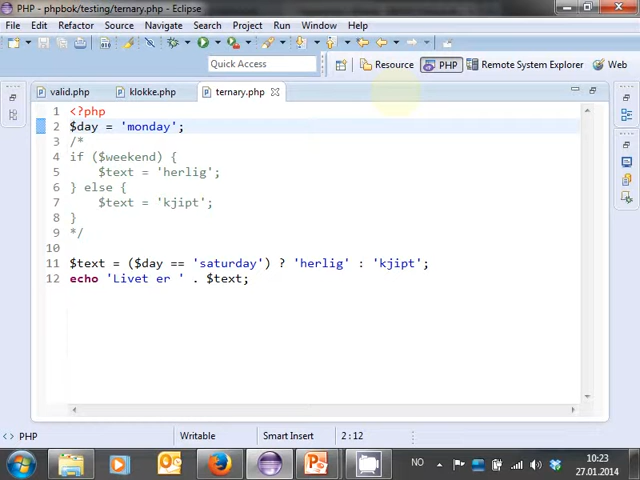 PHP - phpbok/testing/ternary.php - Eclipse
File Edit Refactor Source Navigate Search Project Run Window Help
Quick Access
Resource PHP Remote System Explorer Web
valid.php klokke.php ternary.php
1 <?php
2 $day = 'monday';
3 /*
4 if ($weekend) {
5 $text = 'herlig';
6 } else {
7 $text = 'kjipt';
8 }
9 */
10
11 $text = ($day == 'saturday') ? 'herlig' : 'kjipt';
12 echo 'Livet er ' . $text;
<> PHP Writable Smart Insert 2:12
NO 10:23
27.01.2014